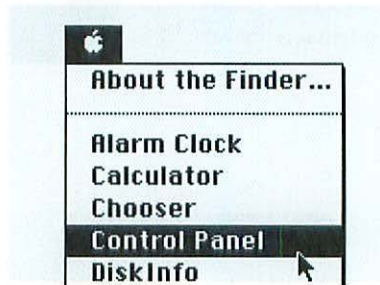 About the Finder...
Alarm Clock
Calculator
Chooser
Control Panel
DiskInfo